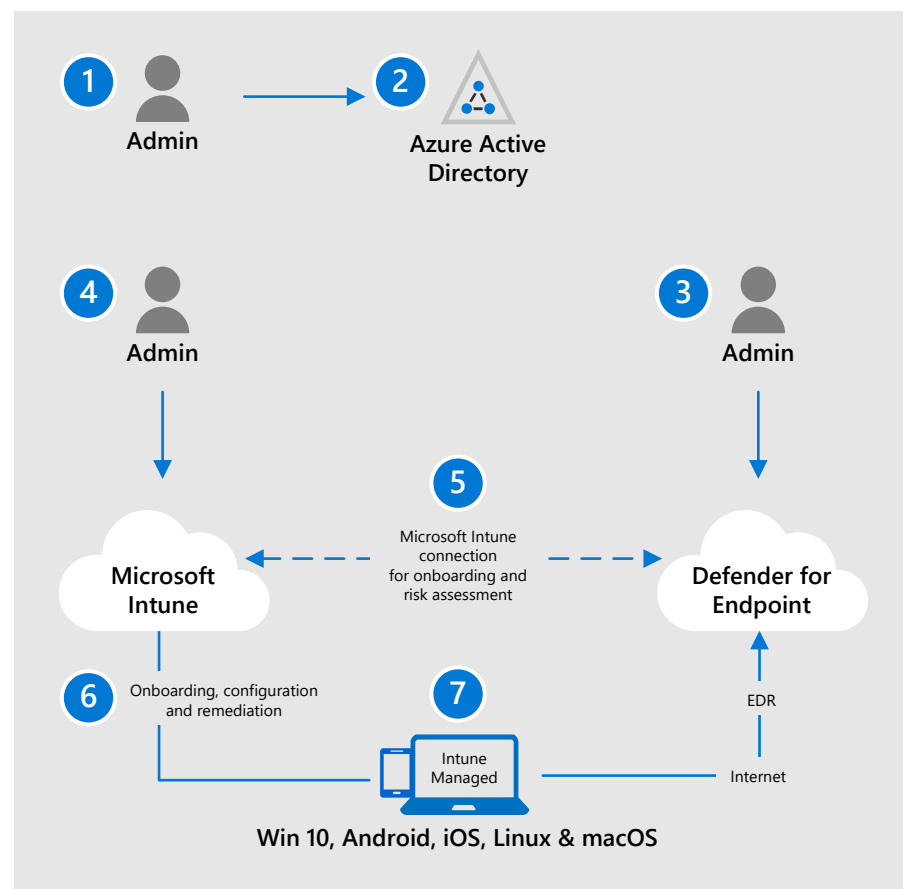 1
Admin
2
Azure Active
Directory
4
Admin
3
Admin
5
Microsoft Intune
connection
for onboarding and
risk assessment
Microsoft
Intune
Defender for
Endpoint
6
Onboarding, configuration
and remediation
7
Intune
Managed
EDR
Internet
Win 10, Android, iOS, Linux & macOS